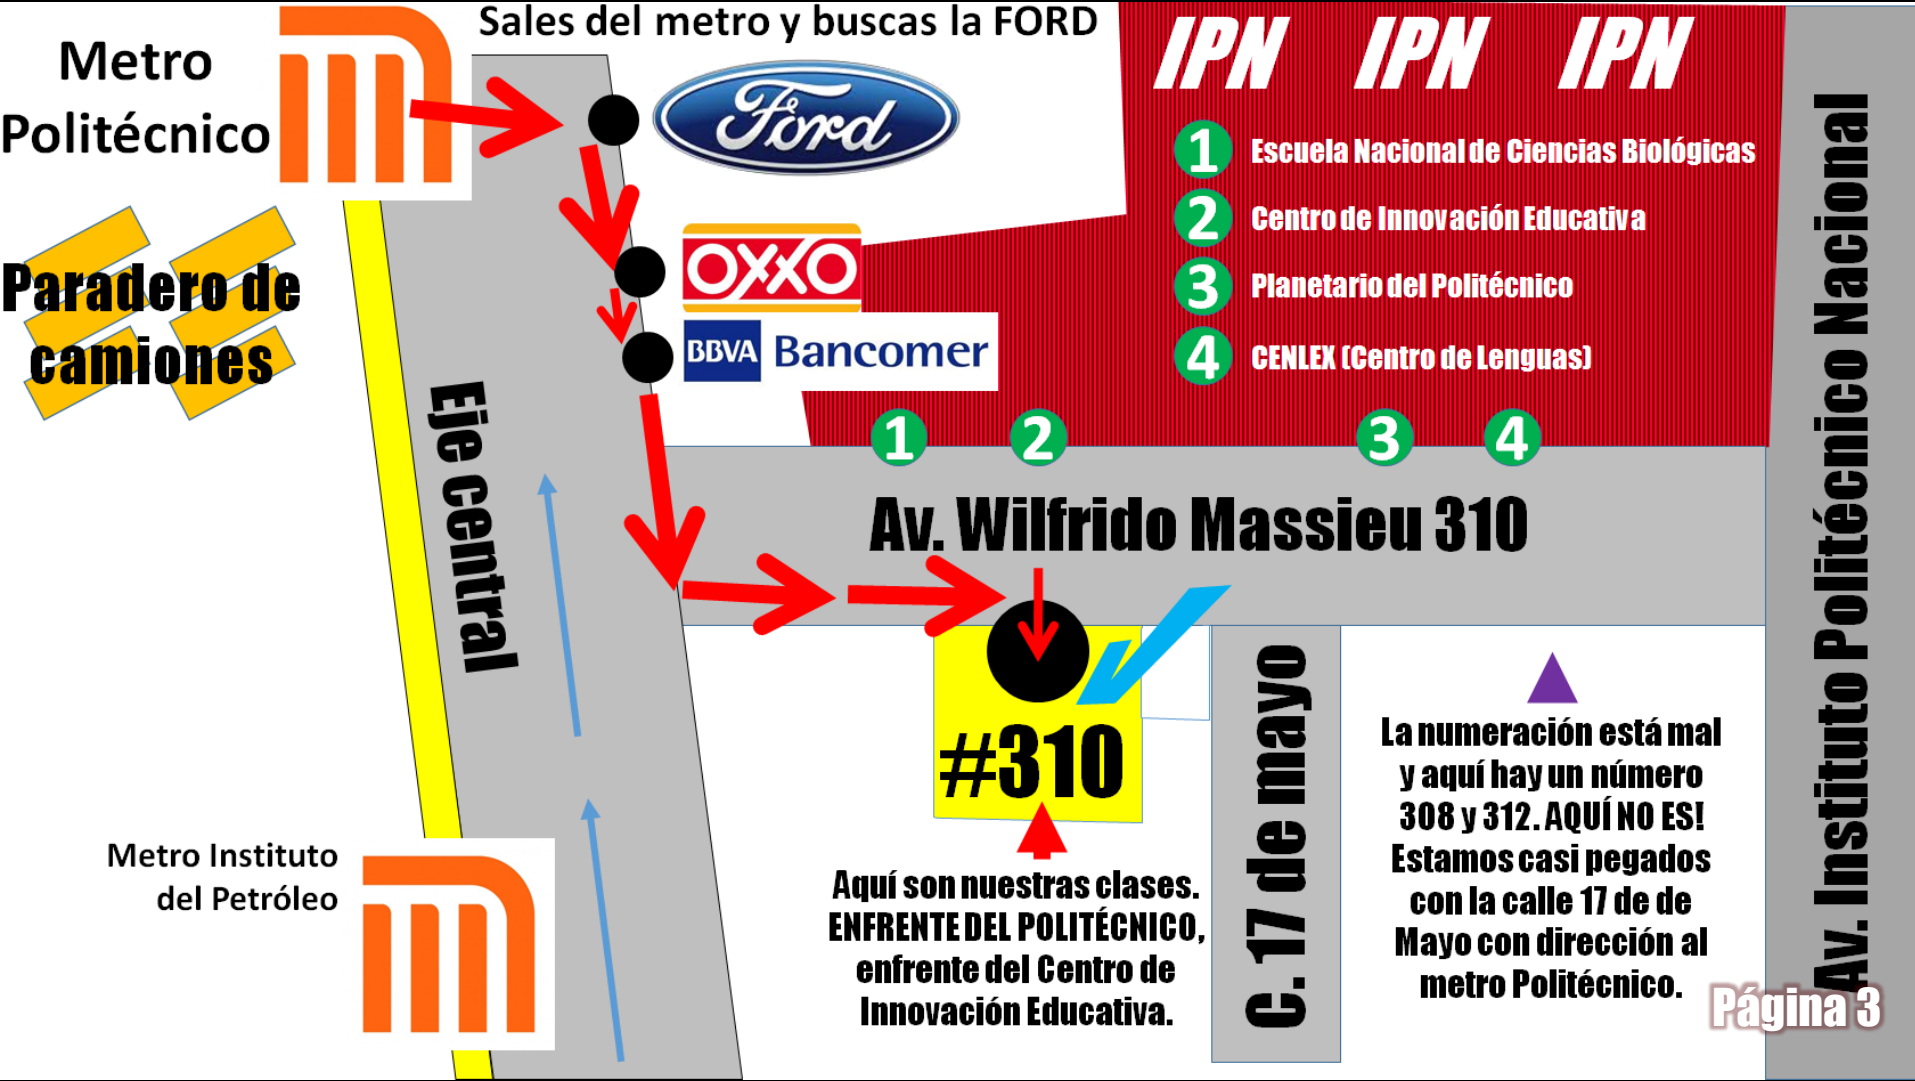 Sales del metro y buscas la FORD
Metro
Politécnico
Ford
OXXO
BBVA Bancomer
Paradero de
camiones
IPN IPN IPN
1 Escuela Nacional de Ciencias Biológicas
2 Centro de Innovación Educativa
3 Planetario del Politécnico
4 CENLEX (Centro de Lenguas)
1 2 3 4
Eje central
Av. Wilfrido Massieu 310
Av. Instituto Politécnico Nacional
#310
C. 17 de mayo
Aquí son nuestras clases.
ENFRENTE DEL POLITÉCNICO,
enfrente del Centro de
Innovación Educativa.
La numeración está mal
y aquí hay un número
308 y 312. AQUÍ NO ES!
Estamos casi pegados
con la calle 17 de de
Mayo con dirección al
metro Politécnico.
Metro Instituto
del Petróleo
Página 3